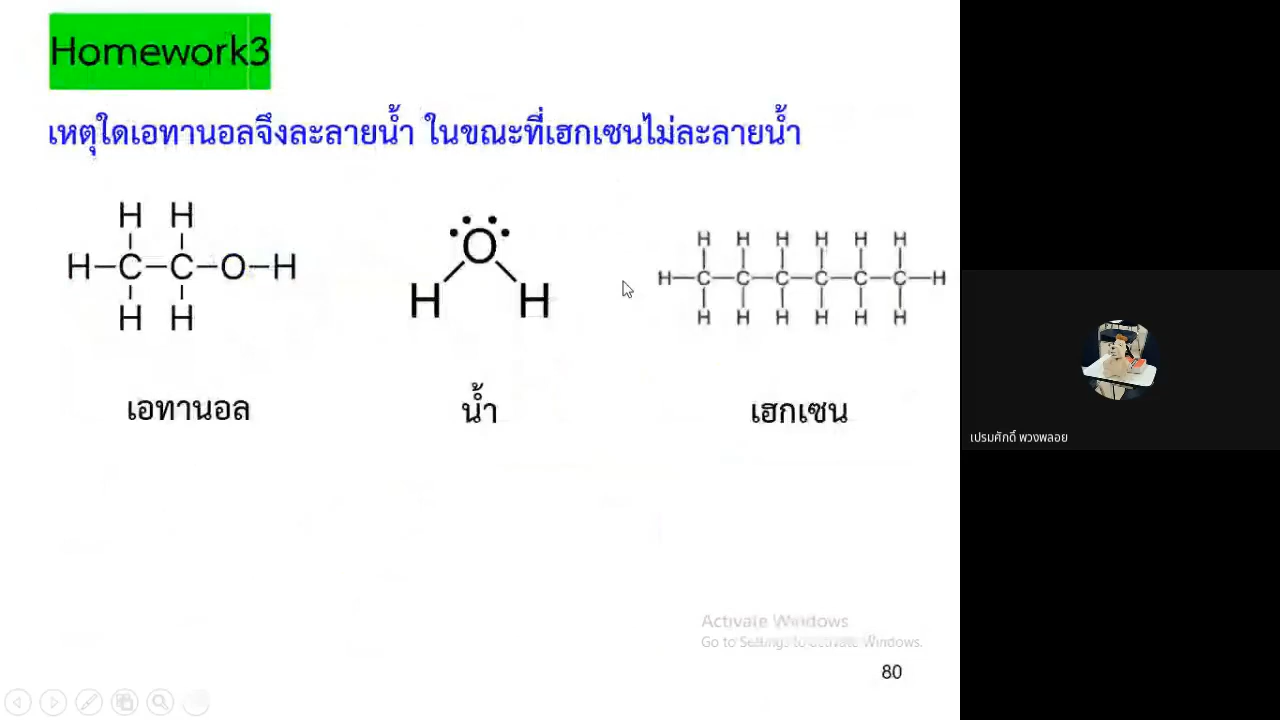 Homework3
เหตุใดเอทานอลจึงละลายน้ำ ในขณะที่เฮกเซนไม่ละลายน้ำ
H H
H-C-C-O-H
H H
O
H H
H H H H H H
H-C-C-C-C-C-C-H
H H H H H H
เอทานอล
น้ำ
เฮกเซน
เปรมศักดิ์ พวงพลอย
Activate Windows
Go to Settings to activate Windows.
80